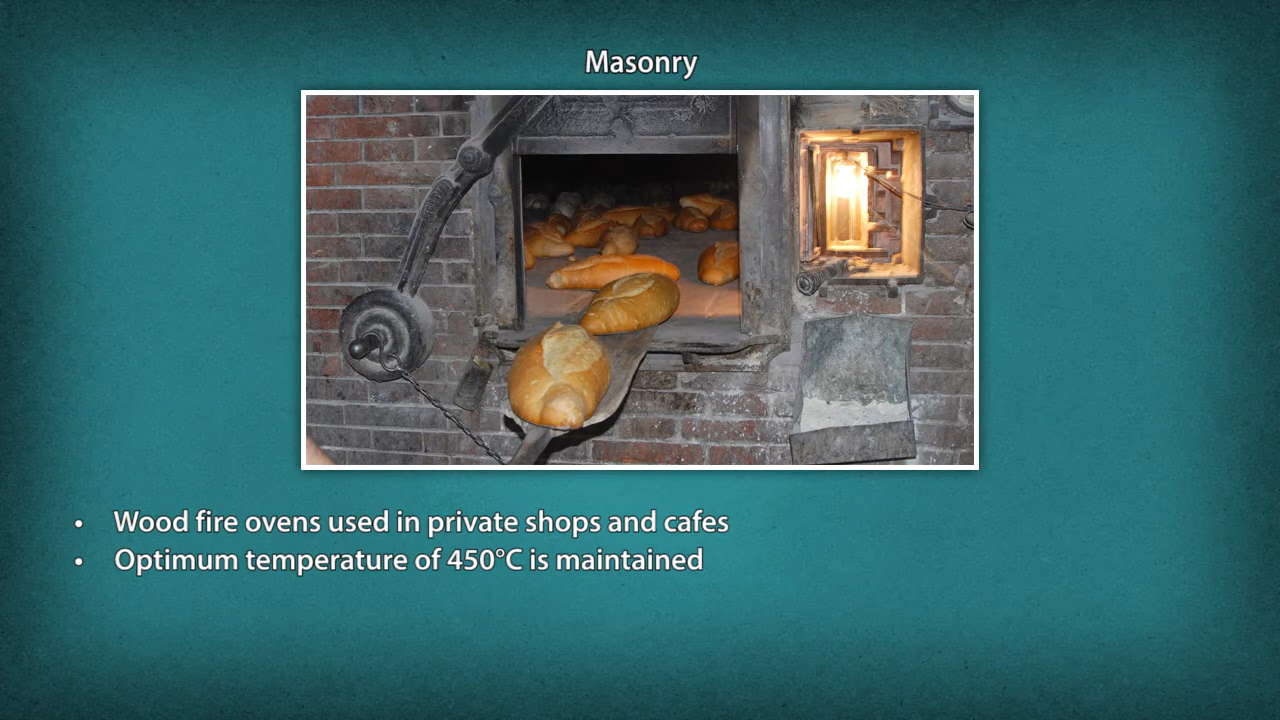 Masonry
• Wood fire ovens used in private shops and cafes
• Optimum temperature of 450°C is maintained